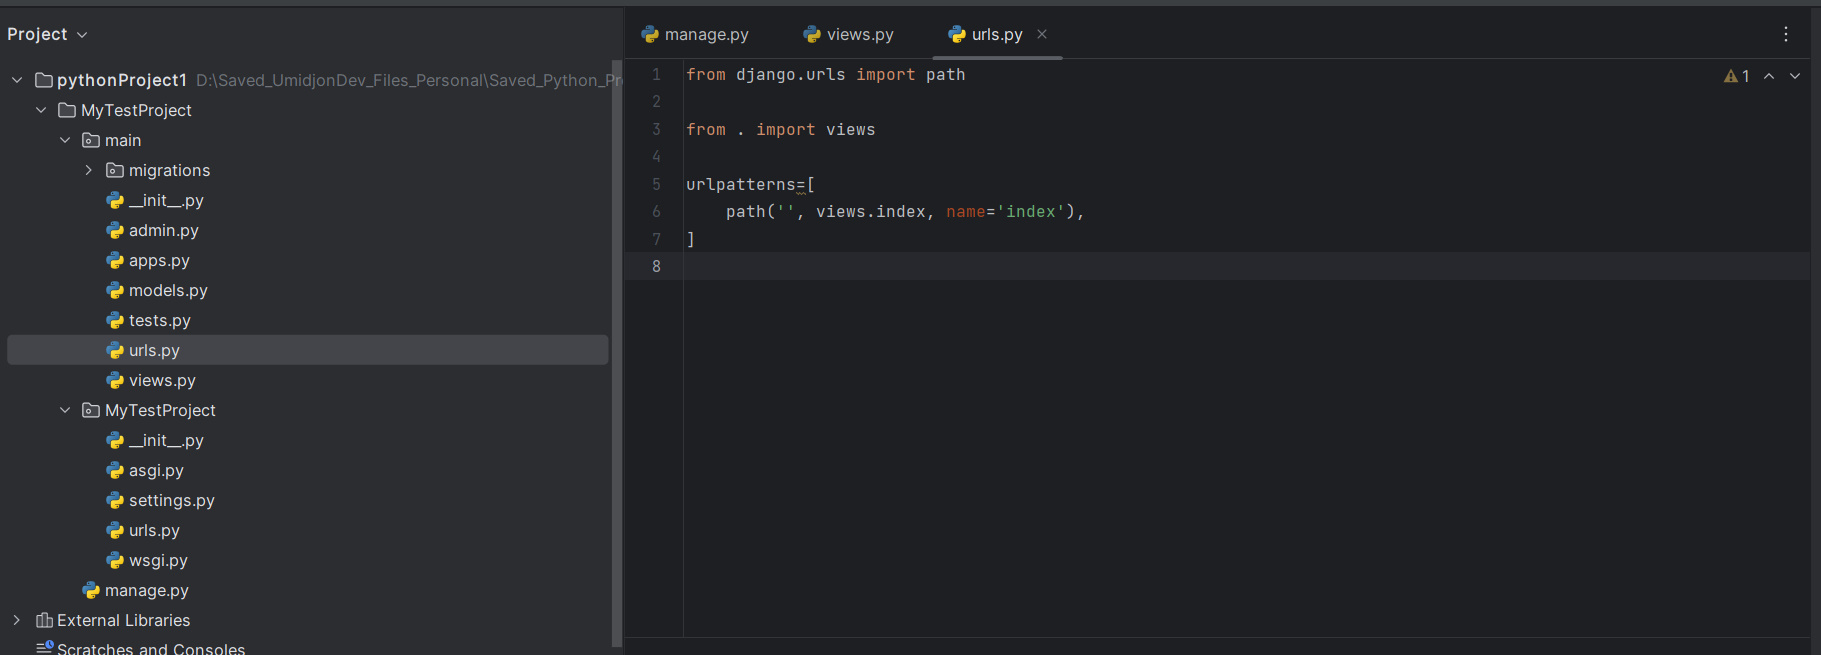 Project
pythonProject1 D:\Saved_UmidjonDev_Files_Personal\Saved_Python_Pr
MyTestProject
main
migrations
__init__.py
admin.py
apps.py
models.py
tests.py
urls.py
views.py
MyTestProject
__init__.py
asgi.py
settings.py
urls.py
wsgi.py
manage.py
External Libraries
Scratches and Consoles
manage.py views.py urls.py
1 from django.urls import path
1
2
3 from . import views
4
5 urlpatterns=[
6 path('', views.index, name='index'),
7 ]
8